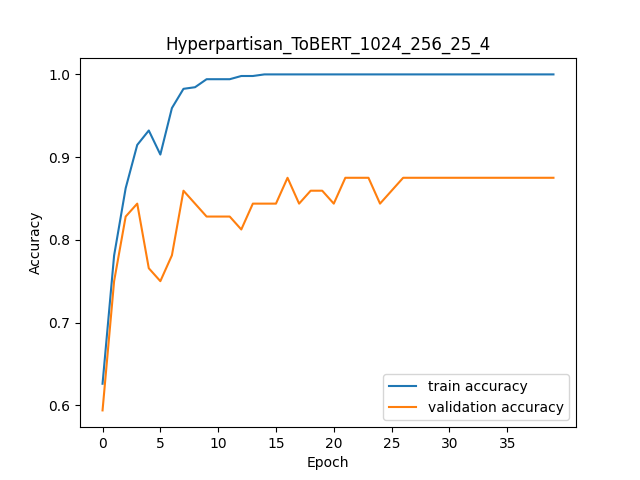 Hyperpartisan_ToBERT_1024_256_25_4
1.0
0.9
0.8
0.7
0.6
Accuracy
0 5 10 15 20 25 30 35
Epoch
train accuracy
validation accuracy